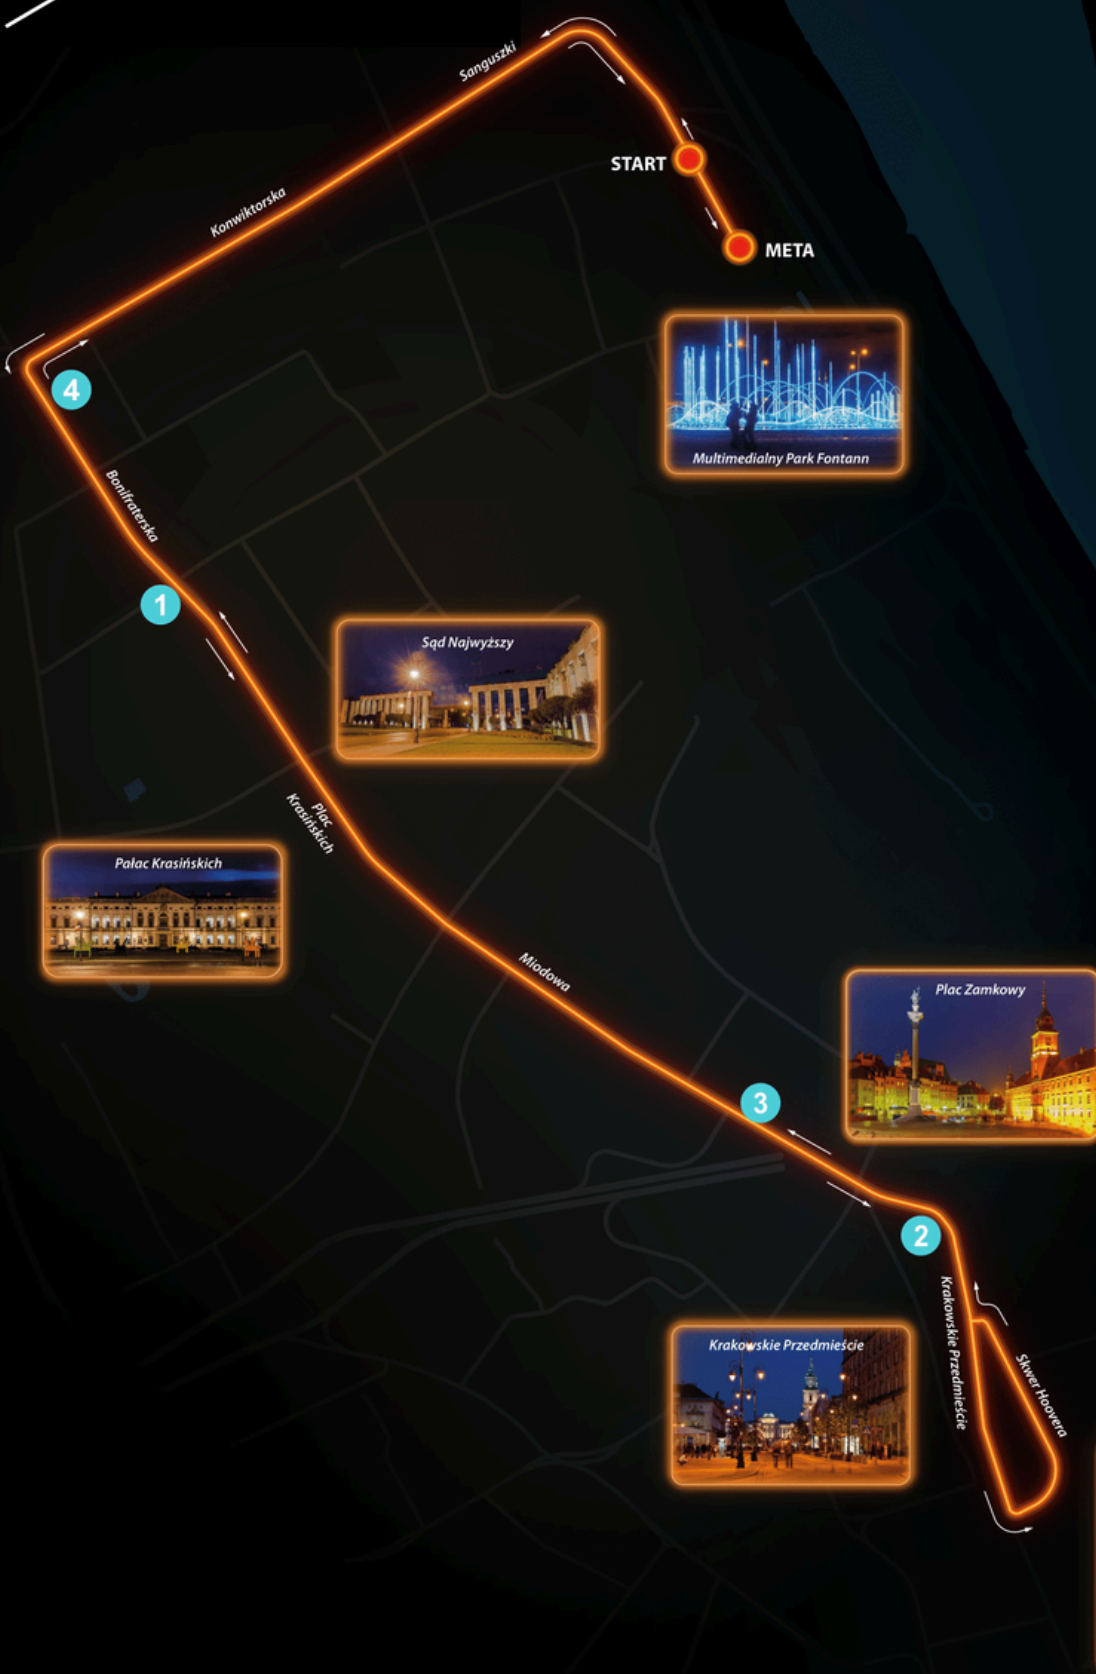 Sanguszki
START
META
Konwiktorska
4
Multimedialny Park Fontann
Bonifraterska
1
Sąd Najwyższy
Plac
Krasińskich
Pałac Krasińskich
Miodowa
Plac Zamkowy
3
2
Krakowskie Przedmieście
Skwer Hoovera
Krakowskie Przedmieście